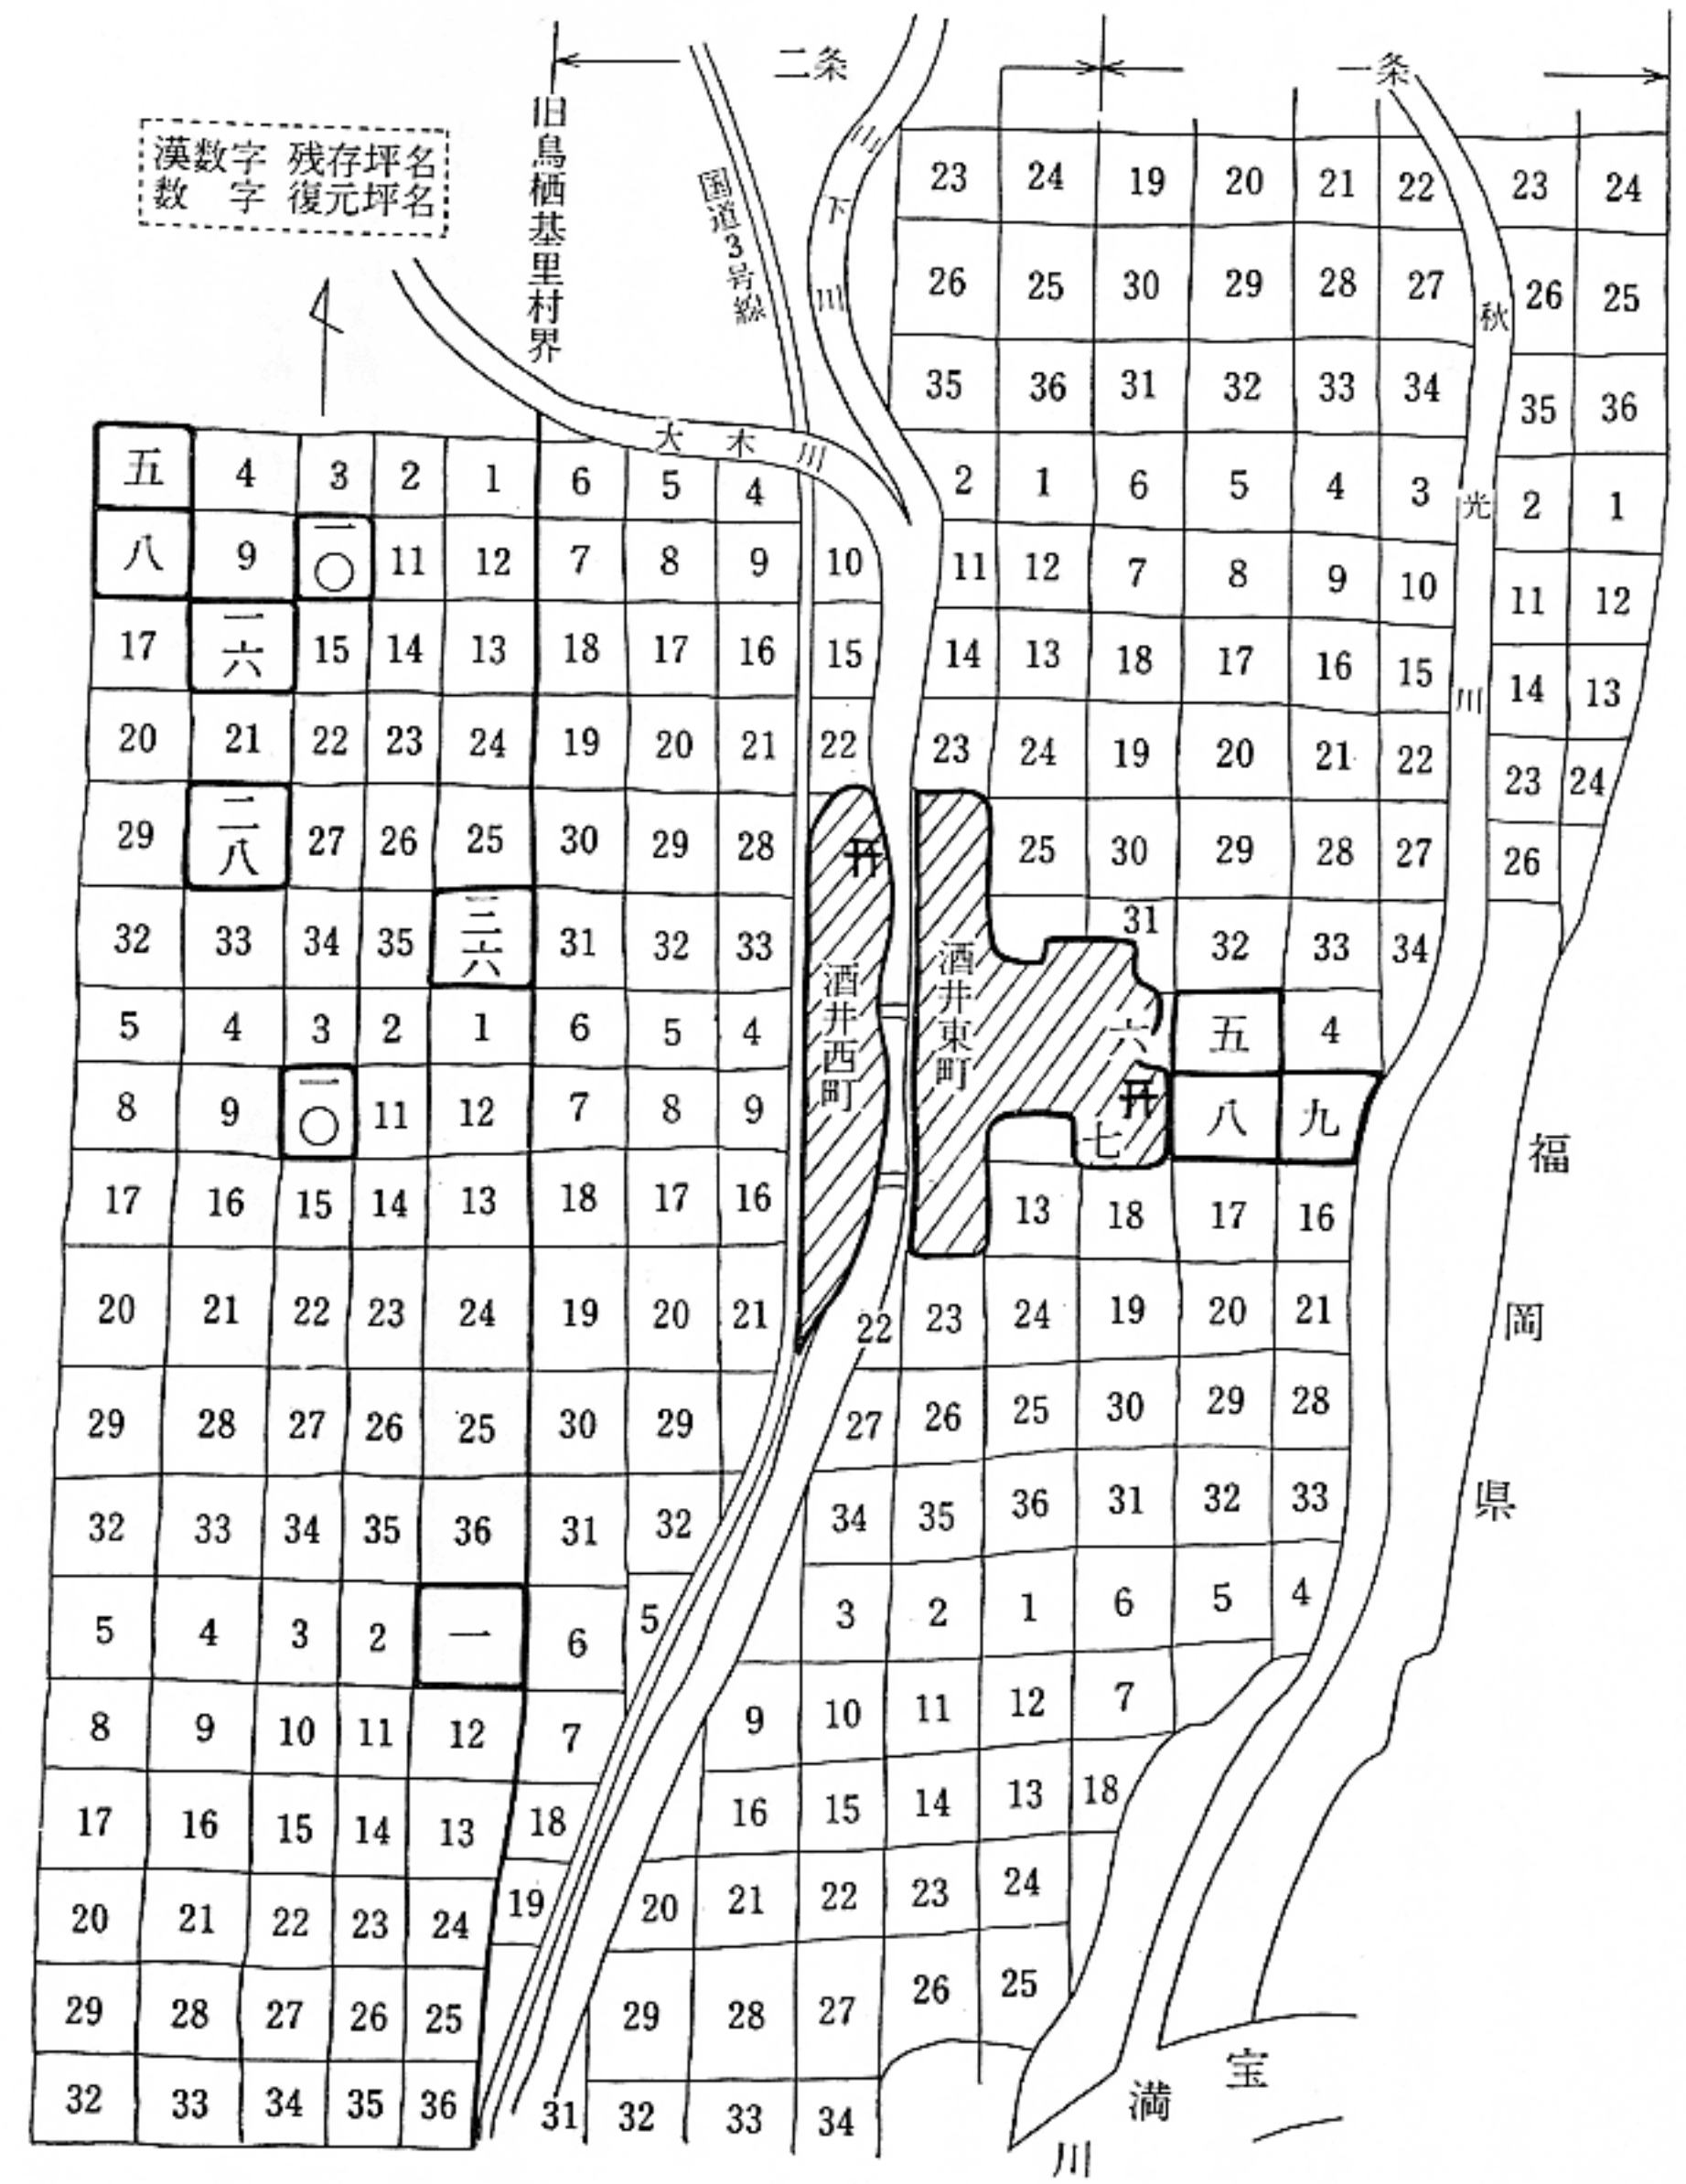 二条
一条
漢数字 残存坪名
数字 復元坪名
旧鳥栖基里村界
国道3号線
山下川
大木川
秋光川
23 24 19 20 21 22 23 24
26 25 30 29 28 27 26 25
35 36 31 32 33 34 35 36
五 4 3 2 1 6 5 4 2 1 6 5 4 3 2 1
八 9 一〇 11 12 7 8 9 10 11 12 7 8 9 10 11 12
17 一六 15 14 13 18 17 16 15 14 13 18 17 16 15 14 13
20 21 22 23 24 19 20 21 22 23 24 19 20 21 22 23 24
29 二八 27 26 25 30 29 28 25 30 29 28 27 26
32 33 34 35 三六 31 32 33 31 32 33 34
酒井西町
酒井東町
5 4 3 2 1 6 5 4 六 五 4
8 9 一〇 11 12 7 8 9 七 八 九
17 16 15 14 13 18 17 16 13 18 17 16
20 21 22 23 24 19 20 21 22 23 24 19 20 21
29 28 27 26 25 30 29 27 26 25 30 29 28
32 33 34 35 36 31 32 34 35 36 31 32 33
5 4 3 2 一 6 5 3 2 1 6 5 4
8 9 10 11 12 7 9 10 11 12 7
17 16 15 14 13 18 16 15 14 13 18
20 21 22 23 24 19 20 21 22 23 24
29 28 27 26 25 29 28 27 26 25
32 33 34 35 36 31 32 33 34
福岡県
宝満川